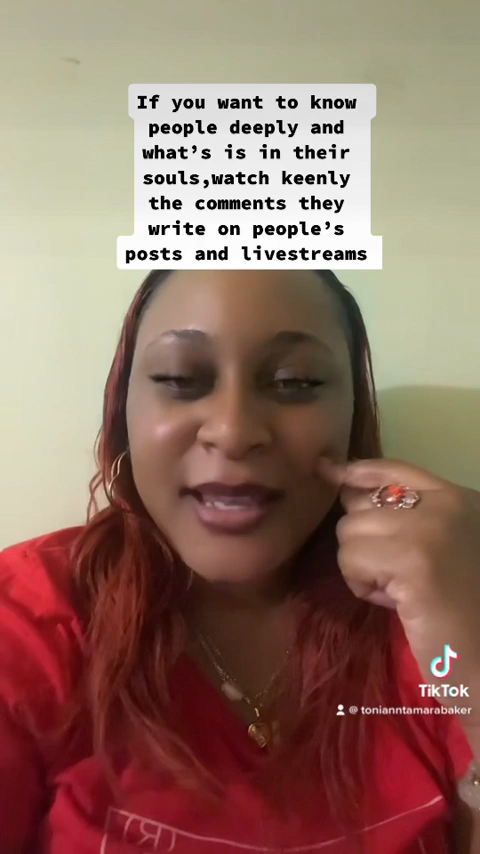 If you want to know
people deeply and
what’s is in their
souls,watch keenly
the comments they
write on people’s
posts and livestreams
TikTok
@ tonianntamarabaker